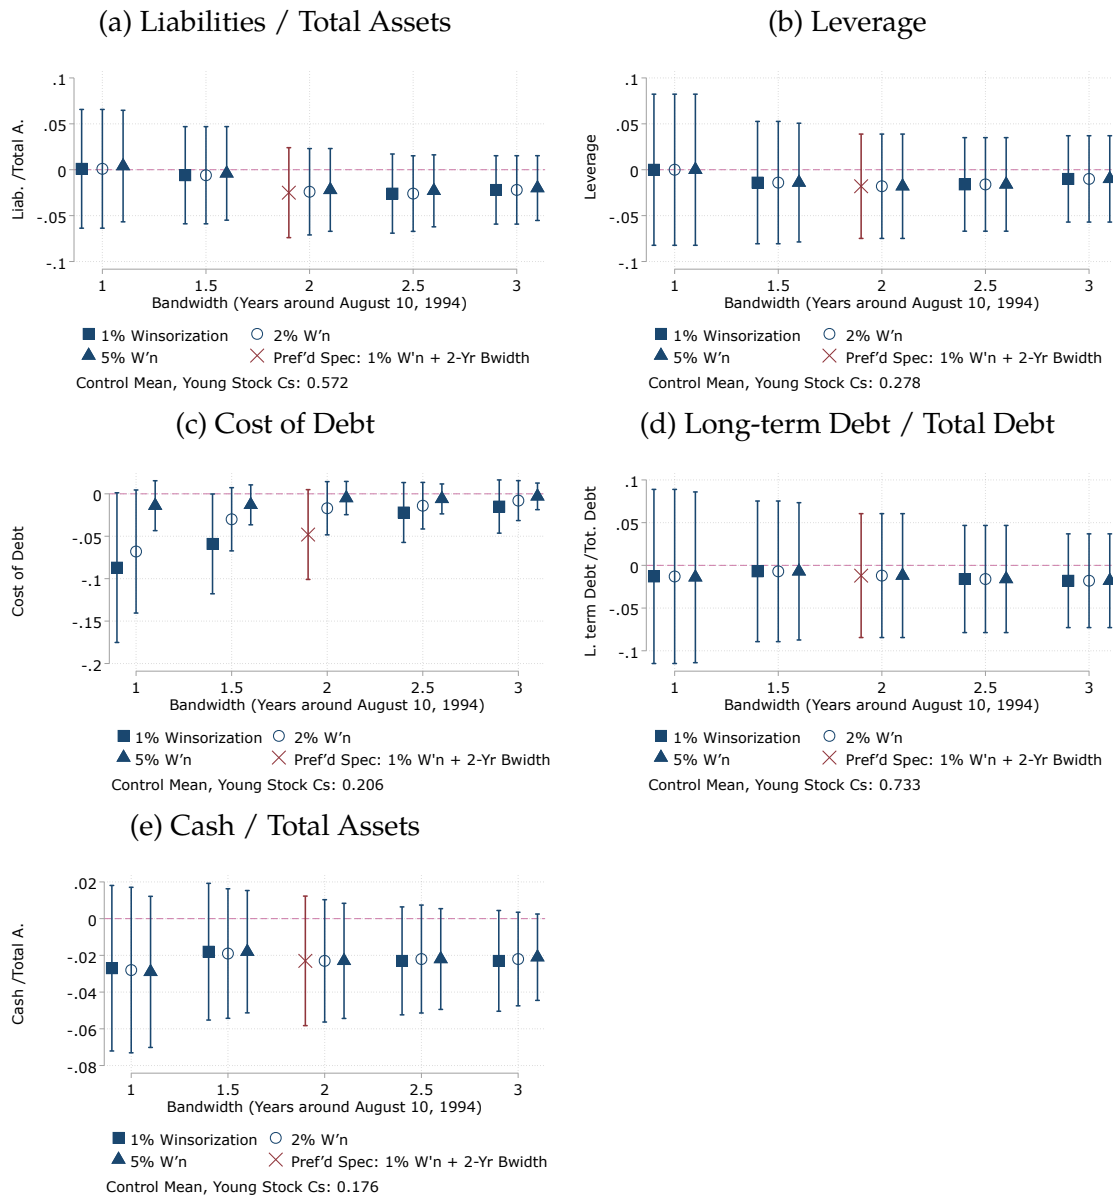 (a) Liabilities / Total Assets
.1
.05
0
-.05
-.1
Liab. /Total A.
1 1.5 2 2.5 3
Bandwidth (Years around August 10, 1994)
1% Winsorization 2% W'n
5% W'n Pref'd Spec: 1% W'n + 2-Yr Bwidth
Control Mean, Young Stock Cs: 0.572
(b) Leverage
.1
.05
0
-.05
-.1
Leverage
1 1.5 2 2.5 3
Bandwidth (Years around August 10, 1994)
1% Winsorization 2% W'n
5% W'n Pref'd Spec: 1% W'n + 2-Yr Bwidth
Control Mean, Young Stock Cs: 0.278
(c) Cost of Debt
0
-.05
-.1
-.15
-.2
Cost of Debt
1 1.5 2 2.5 3
Bandwidth (Years around August 10, 1994)
1% Winsorization 2% W'n
5% W'n Pref'd Spec: 1% W'n + 2-Yr Bwidth
Control Mean, Young Stock Cs: 0.206
(d) Long-term Debt / Total Debt
.1
.05
0
-.05
-.1
L. term Debt /Tot. Debt
1 1.5 2 2.5 3
Bandwidth (Years around August 10, 1994)
1% Winsorization 2% W'n
5% W'n Pref'd Spec: 1% W'n + 2-Yr Bwidth
Control Mean, Young Stock Cs: 0.733
(e) Cash / Total Assets
.02
0
-.02
-.04
-.06
-.08
Cash /Total A.
1 1.5 2 2.5 3
Bandwidth (Years around August 10, 1994)
1% Winsorization 2% W'n
5% W'n Pref'd Spec: 1% W'n + 2-Yr Bwidth
Control Mean, Young Stock Cs: 0.176